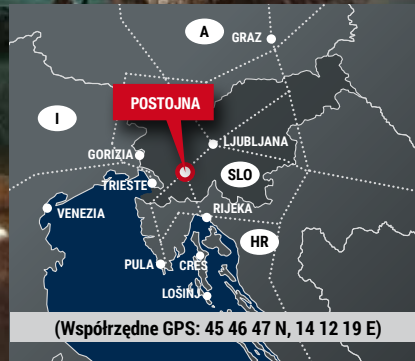 A
GRAZ
POSTOJNA
I
LJUBLJANA
GORÍZIA
SLO
TRIESTE
VENEZIA
RIJEKA
HR
PULA
CRES
LOŠINJ
(Współrzędne GPS: 45 46 47 N, 14 12 19 E)